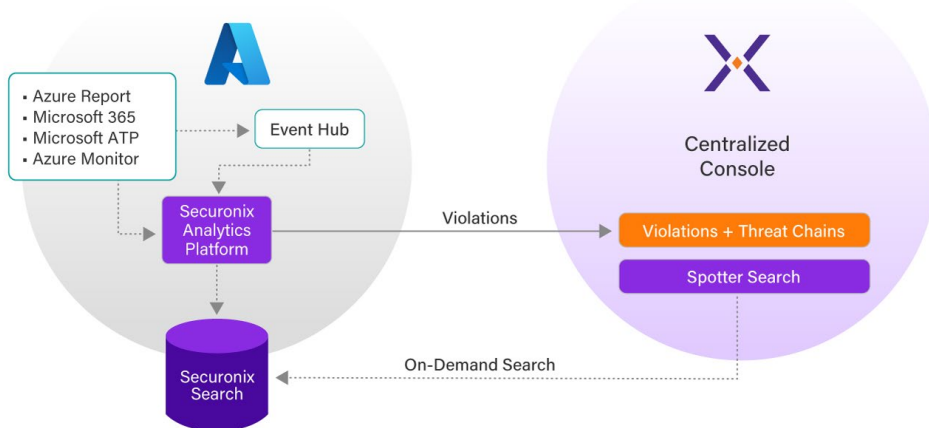 ▪ Azure Report
▪ Microsoft 365
▪ Microsoft ATP
▪ Azure Monitor
Event Hub
Securonix
Analytics
Platform
Violations
Securonix
Search
Centralized
Console
Violations + Threat Chains
Spotter Search
On-Demand Search